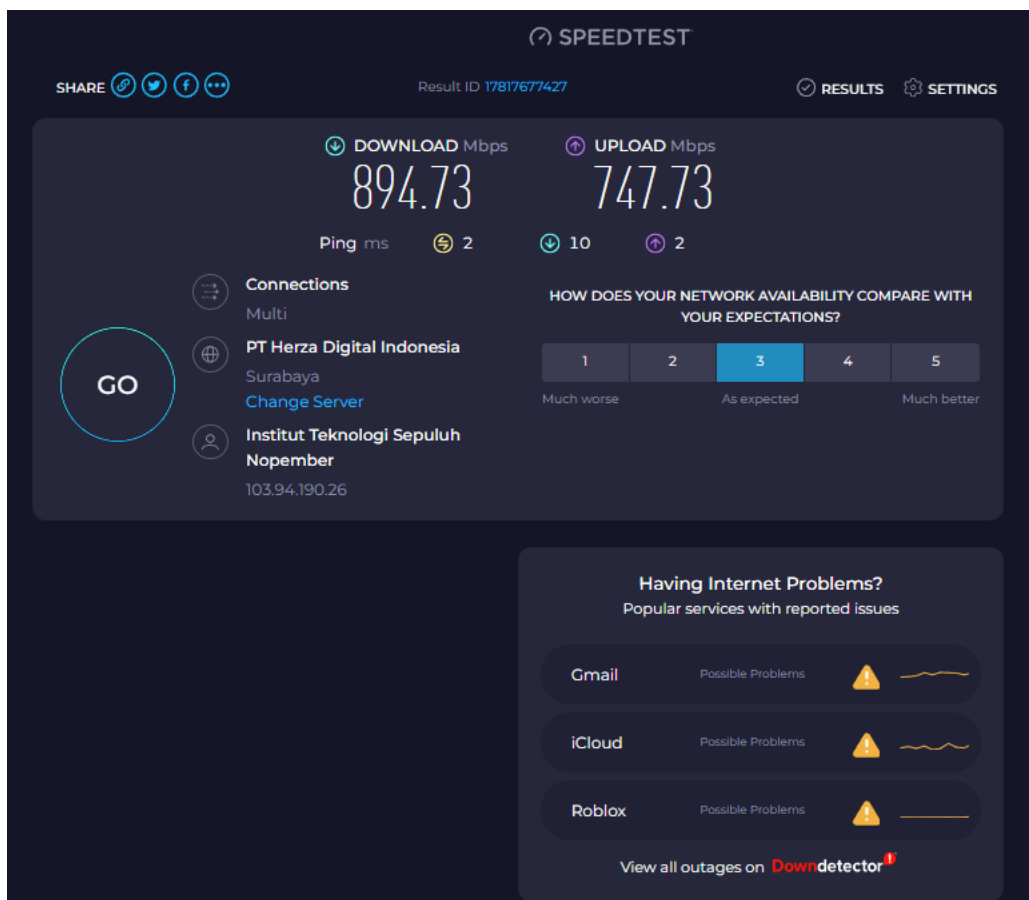 SPEEDTEST
SHARE
Result ID 17817677427
RESULTS
SETTINGS
DOWNLOAD Mbps
894.73
UPLOAD Mbps
747.73
Ping ms 2 10 2
Connections
Multi
PT Herza Digital Indonesia
Surabaya
Change Server
Institut Teknologi Sepuluh
Nopember
103.94.190.26
GO
HOW DOES YOUR NETWORK AVAILABILITY COMPARE WITH
YOUR EXPECTATIONS?
1 2 3 4 5
Much worse As expected Much better
Having Internet Problems?
Popular services with reported issues
Gmail Possible Problems
iCloud Possible Problems
Roblox Possible Problems
View all outages on Downdetector